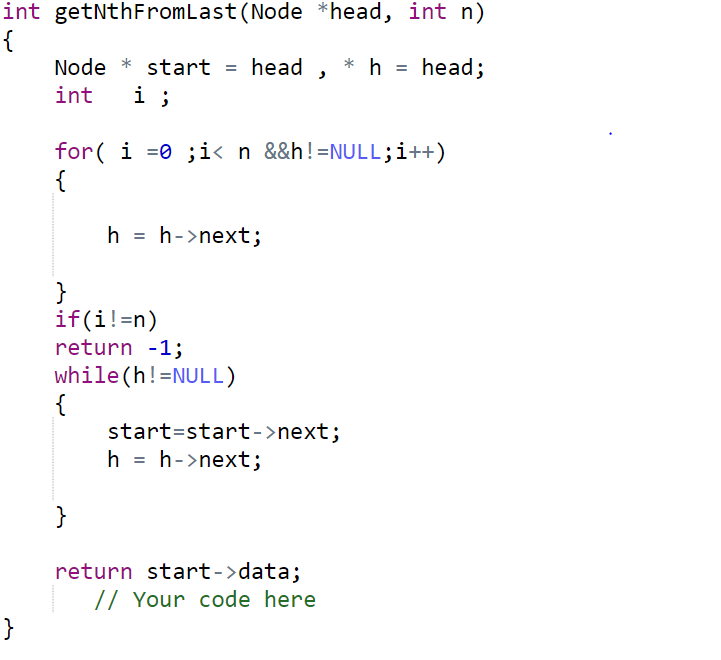 int getNthFromLast(Node *head, int n)
{
    Node * start = head , * h = head;
    int   i ;
    for( i =0 ;i< n &&h!=NULL;i++)
    {
        h = h->next;
    }
    if(i!=n)
    return -1;
    while(h!=NULL)
    {
        start=start->next;
        h = h->next;
    }
    return start->data;
       // Your code here
}